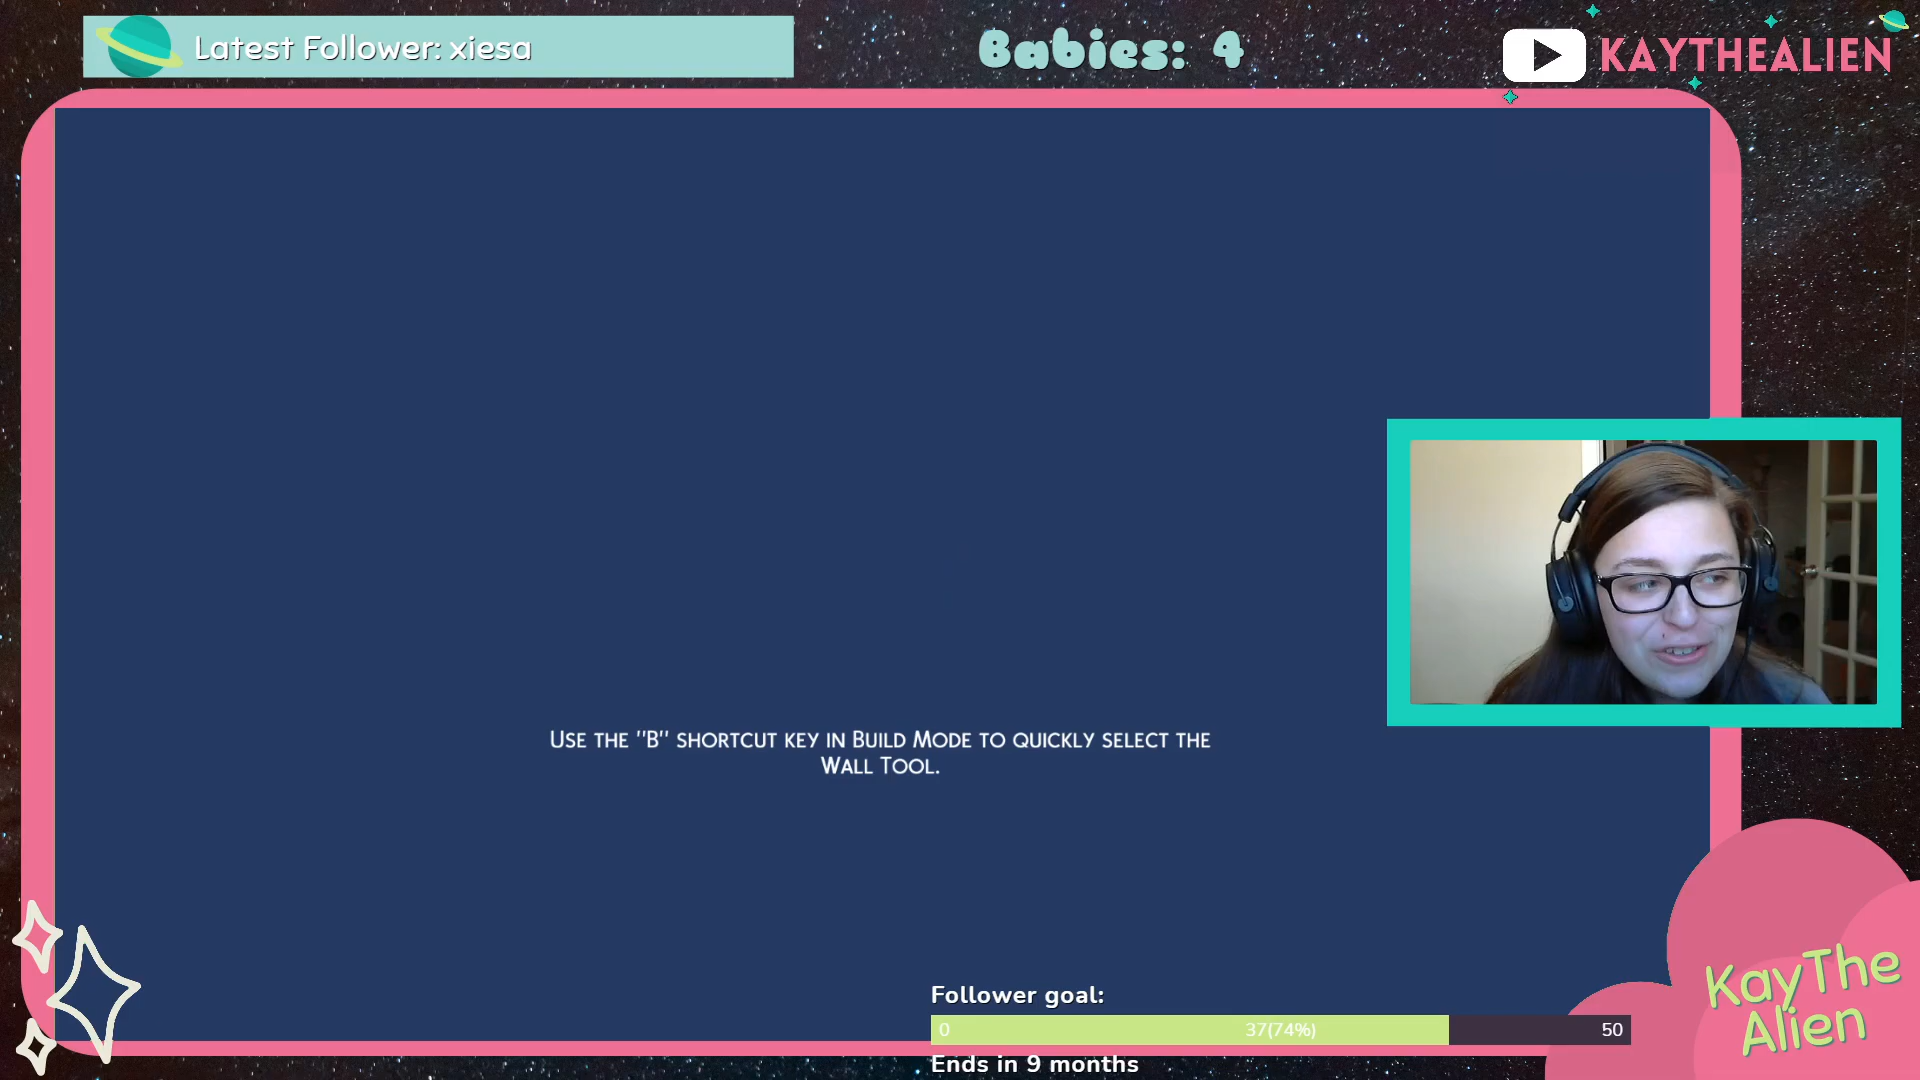 Latest Follower: xiesa
Babies: 4
KAYTHEALIEN
USE THE "B" SHORTCUT KEY IN BUILD MODE TO QUICKLY SELECT THE
WALL TOOL.
Follower goal:
0 37(74%) 50
Ends in 9 months
KayThe
Alien